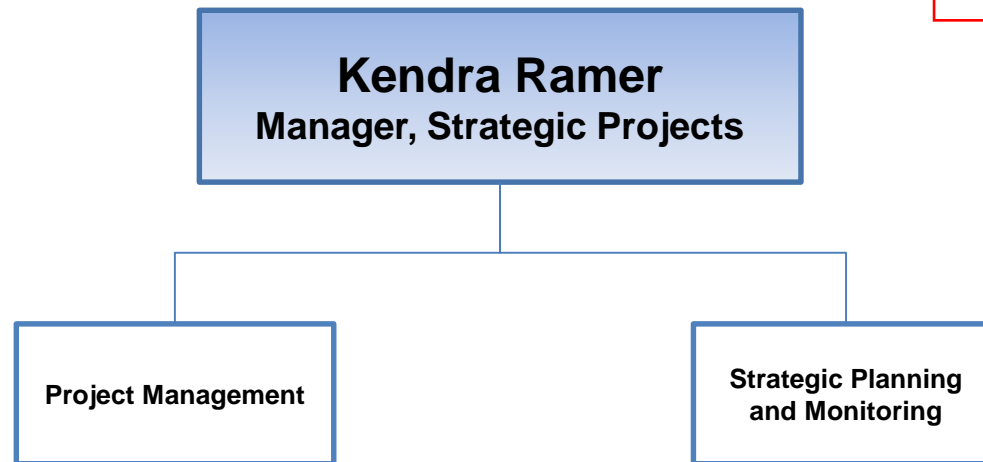 Kendra Ramer
Manager, Strategic Projects
Project Management
Strategic Planning
and Monitoring